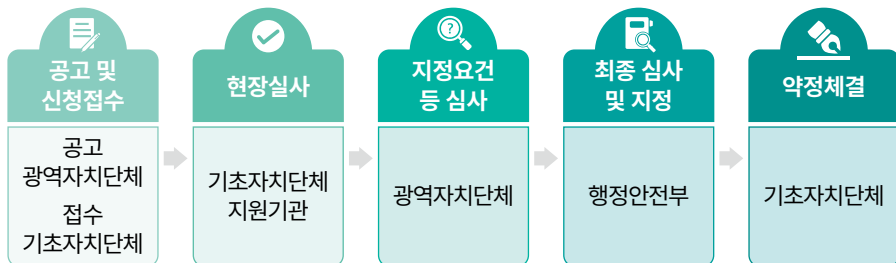 공고 및
신청접수
공고
광역자치단체
접수
기초자치단체
현장실사
기초자치단체
지원기관
지정요건
등 심사
광역자치단체
최종 심사
및 지정
행정안전부
약정체결
기초자치단체